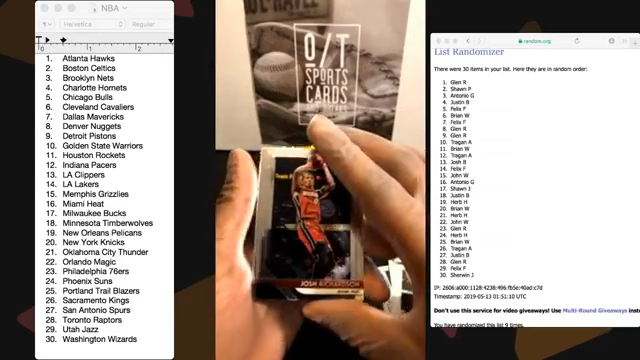 NBA
Helvetica
Regular
0
1
2
1. Atlanta Hawks
2. Boston Celtics
3. Brooklyn Nets
4. Charlotte Hornets
5. Chicago Bulls
6. Cleveland Cavaliers
7. Dallas Mavericks
8. Denver Nuggets
9. Detroit Pistons
10. Golden State Warriors
11. Houston Rockets
12. Indiana Pacers
13. LA Clippers
14. LA Lakers
15. Memphis Grizzlies
16. Miami Heat
17. Milwaukee Bucks
18. Minnesota Timberwolves
19. New Orleans Pelicans
20. New York Knicks
21. Oklahoma City Thunder
22. Orlando Magic
23. Philadelphia 76ers
24. Phoenix Suns
25. Portland Trail Blazers
26. Sacramento Kings
27. San Antonio Spurs
28. Toronto Raptors
29. Utah Jazz
30. Washington Wizards
O/T
SPORTS
CARDS
JOSH RICHARDSON
random.org
List Randomizer
There were 30 items in your list. Here they are in random order:
1. Glen R
2. Shawn P
3. Antonio G
4. Justin B
5. Felix F
6. Brian W
7. Felix F
8. Glen R
9. Glen R
10. Tragan A
11. Brian W
12. Tragan A
13. Josh B
14. Felix F
15. John W
16. Antonio G
17. Shawn J
18. Justin B
19. Herb H
20. Brian W
21. Herb H
22. John W
23. Glen R
24. Herb H
25. Brian W
26. Tragan A
27. Justin B
28. Glen R
29. Felix F
30. Sherwin J
Timestamp: 2019-05-13 01:51:10 UTC
Don't use this service for video giveaways! Use Multi-Round Giveaways
You have randomized this list 9 times.